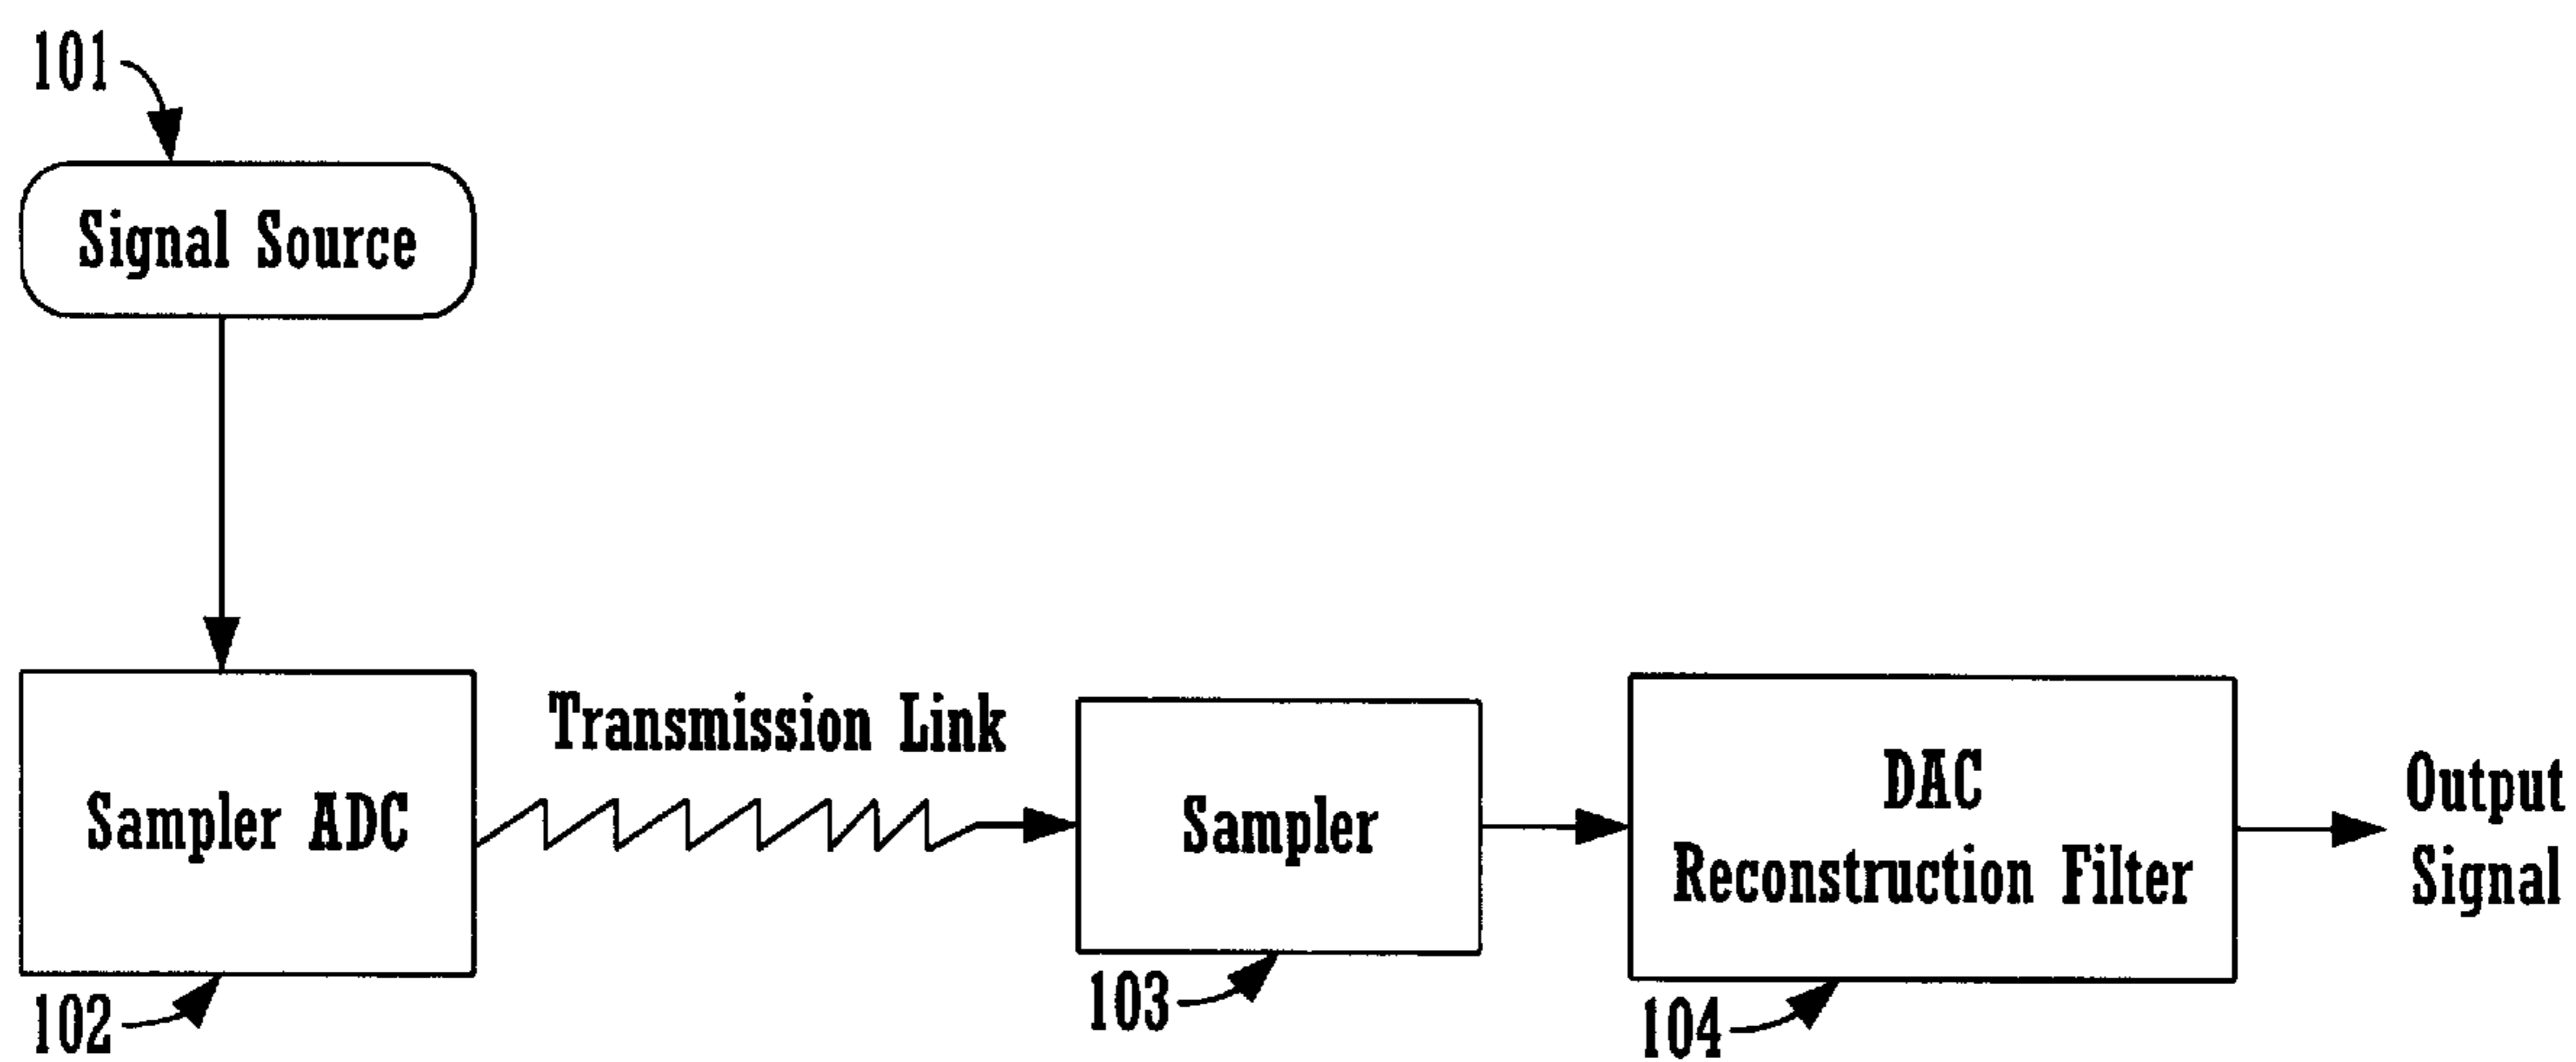 101
Signal Source
Transmission Link
Sampler ADC
Sampler
DAC
Reconstruction Filter
Output
Signal
102
103
104